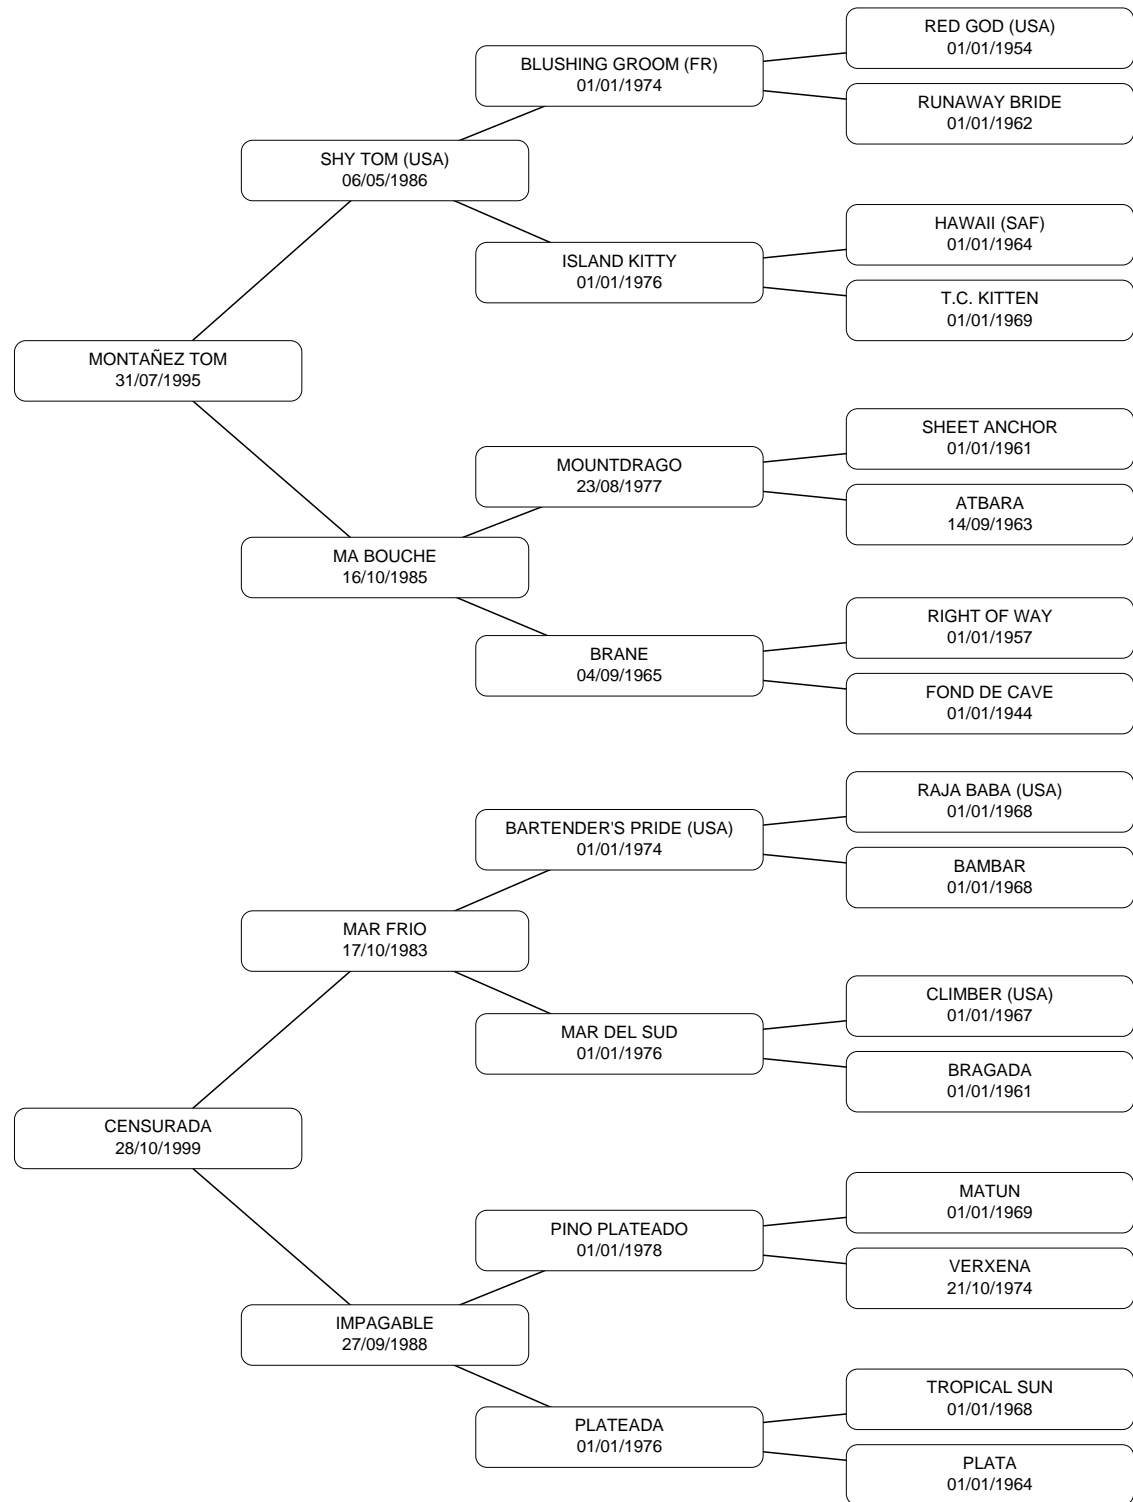 RED GOD (USA)
01/01/1954
BLUSHING GROOM (FR)
01/01/1974
RUNAWAY BRIDE
01/01/1962
SHY TOM (USA)
06/05/1986
HAWAII (SAF)
01/01/1964
ISLAND KITTY
01/01/1976
T.C. KITTEN
01/01/1969
MONTAÑEZ TOM
31/07/1995
SHEET ANCHOR
01/01/1961
MOUNTDRAGO
23/08/1977
ATBARA
14/09/1963
MA BOUCHE
16/10/1985
RIGHT OF WAY
01/01/1957
BRANE
04/09/1965
FOND DE CAVE
01/01/1944
RAJA BABA (USA)
01/01/1968
BARTENDER'S PRIDE (USA)
01/01/1974
BAMBAR
01/01/1968
MAR FRIO
17/10/1983
CLIMBER (USA)
01/01/1967
MAR DEL SUD
01/01/1976
BRAGADA
01/01/1961
CENSURADA
28/10/1999
MATUN
01/01/1969
PINO PLATEADO
01/01/1978
VERXENA
21/10/1974
IMPAGABLE
27/09/1988
TROPICAL SUN
01/01/1968
PLATEADA
01/01/1976
PLATA
01/01/1964